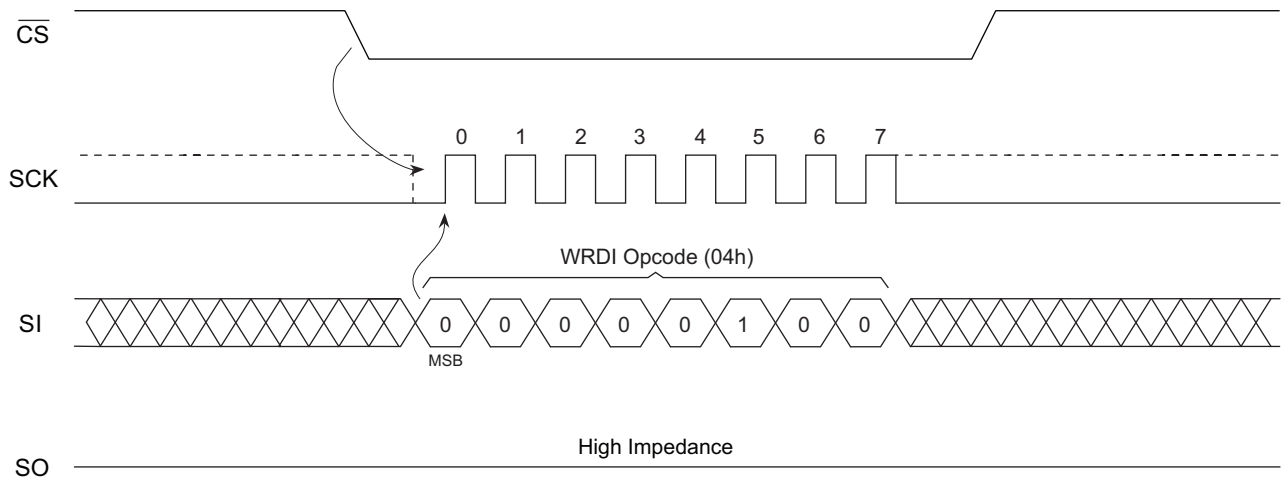 C̅S̅
0 1 2 3 4 5 6 7
SCK
WRDI Opcode (04h)
SI
0 0 0 0 0 1 0 0
MSB
High Impedance
SO